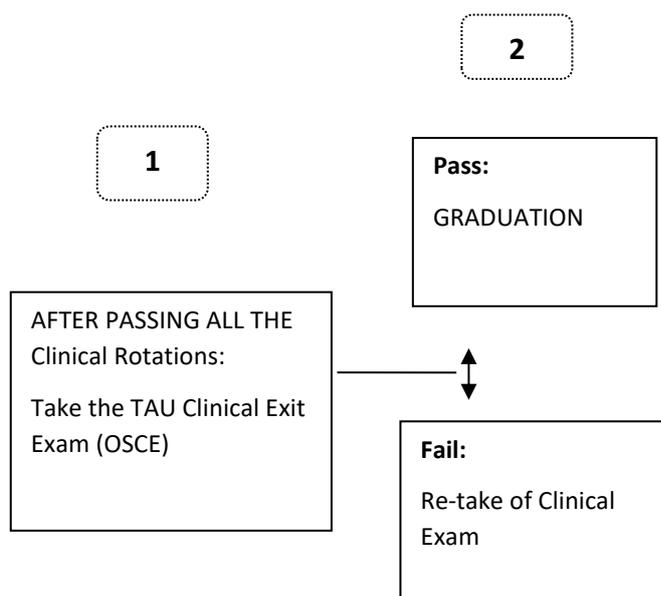 2
1
Pass:
GRADUATION
AFTER PASSING ALL THE
Clinical Rotations:
Take the TAU Clinical Exit
Exam (OSCE)
Fail:
Re-take of Clinical
Exam